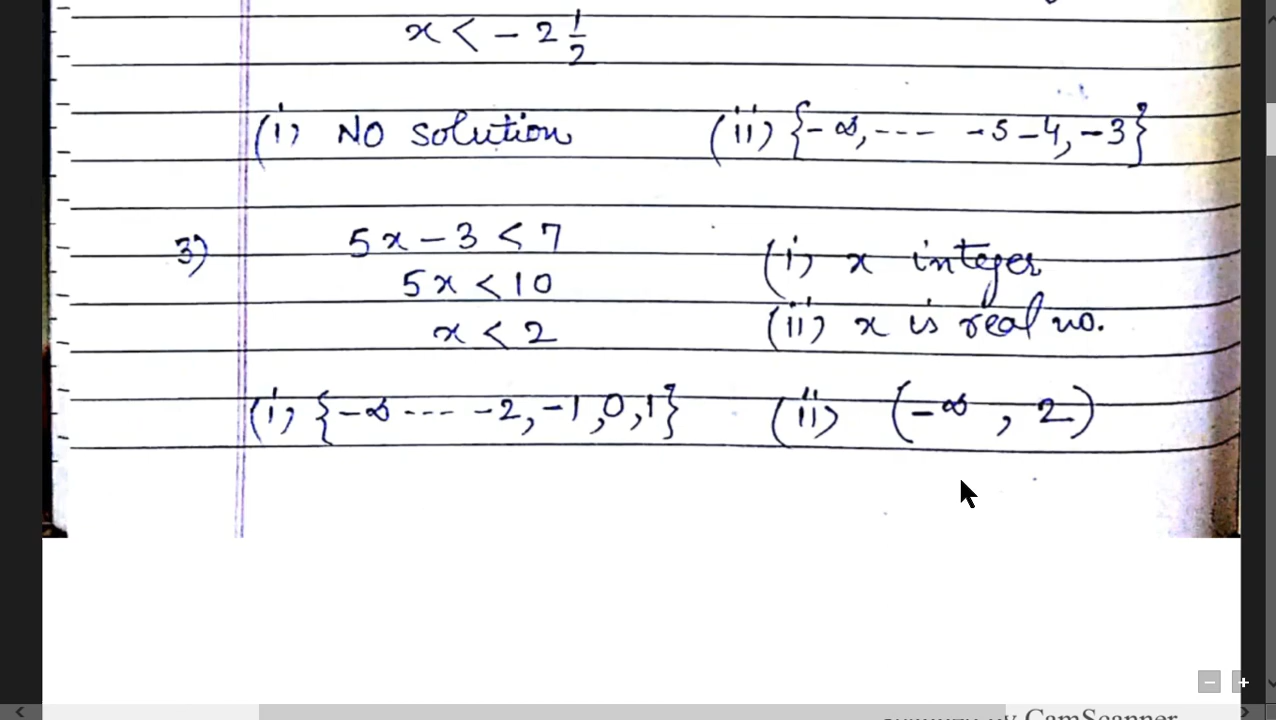 x < - 2 1/2
(i) NO solution (ii) {-∞, --- -5 -4, -3}
3) 5x - 3 < 7 (i) x integer
5x < 10 (ii) x is real no.
x < 2
(i) {-∞ --- -2, -1, 0, 1} (ii) (-∞, 2)
CamScanner